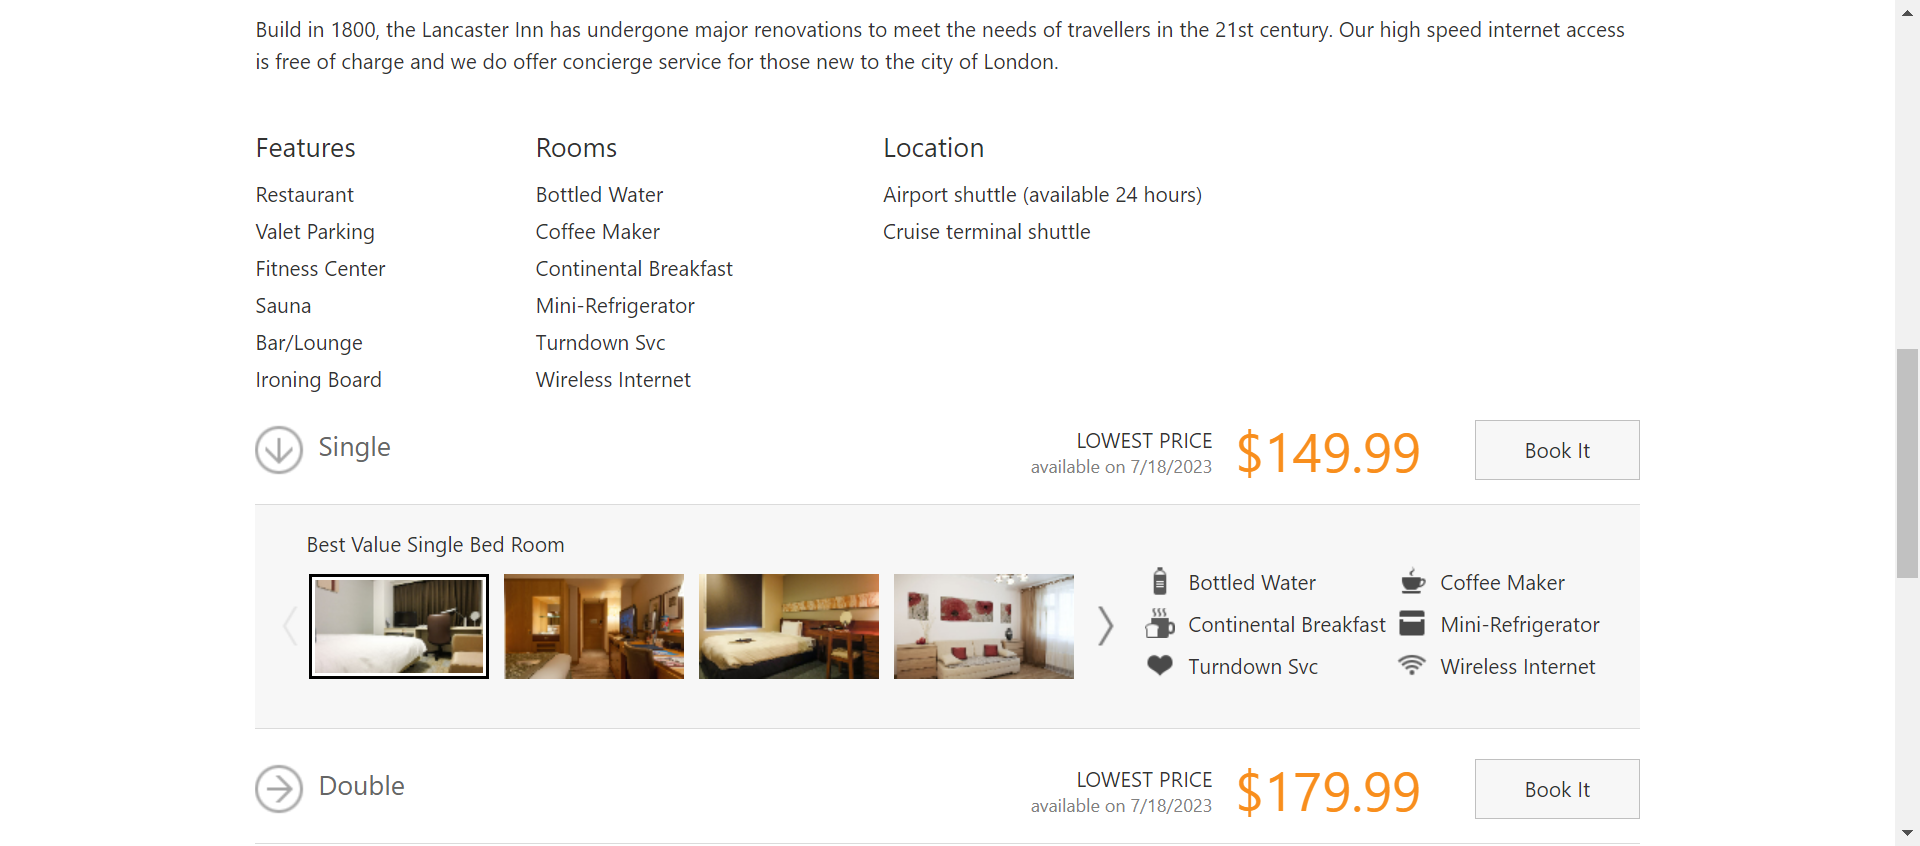 Build in 1800, the Lancaster Inn has undergone major renovations to meet the needs of travellers in the 21st century. Our high speed internet access
is free of charge and we do offer concierge service for those new to the city of London.
Features
Restaurant
Valet Parking
Fitness Center
Sauna
Bar/Lounge
Ironing Board
Rooms
Bottled Water
Coffee Maker
Continental Breakfast
Mini-Refrigerator
Turndown Svc
Wireless Internet
Location
Airport shuttle (available 24 hours)
Cruise terminal shuttle
Single
LOWEST PRICE
available on 7/18/2023
$149.99
Book It
Best Value Single Bed Room
Bottled Water
Coffee Maker
Continental Breakfast
Mini-Refrigerator
Turndown Svc
Wireless Internet
Double
LOWEST PRICE
available on 7/18/2023
$179.99
Book It